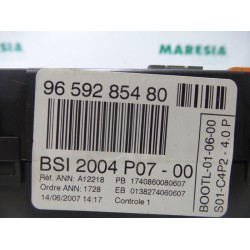 MARESIA
96 592 854 80
BSI 2004 P07 - 00
Réf. ANN: A12218 PB 1740860080607
Ordre ANN: 1728 EB 0138274060607
14/06/2007 14:17 Controle 1
BOOTL-01-06-00
S01-C4P2 - 4.0 P